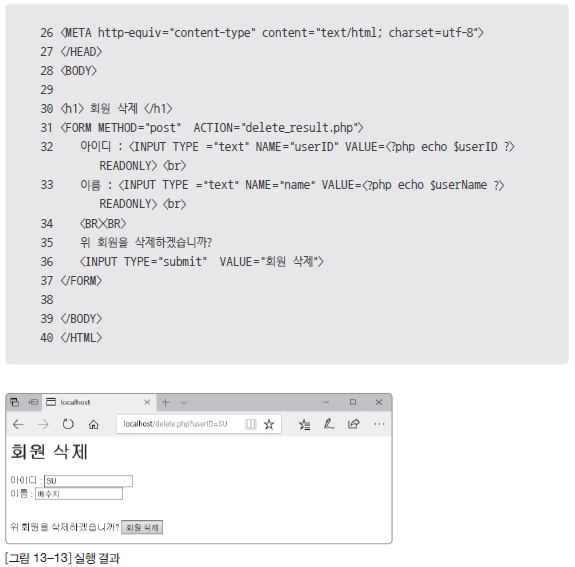 26 <META http-equiv="content-type" content="text/html; charset=utf-8">
27 </HEAD>
28 <BODY>
29
30 <h1> 회원 삭제 </h1>
31 <FORM METHOD="post"  ACTION="delete_result.php">
32    아이디 : <INPUT TYPE ="text" NAME="userID" VALUE=<?php echo $userID ?>
READONLY> <br>
33    이름 : <INPUT TYPE ="text" NAME="name" VALUE=<?php echo $userName ?>
READONLY> <br>
34    <BR><BR>
35    위 회원을 삭제하겠습니까?
36    <INPUT TYPE="submit"  VALUE="회원 삭제">
37 </FORM>
38
39 </BODY>
40 </HTML>
localhost
localhost/delete.php?userID=SU
회원 삭제
아이디 : SU
이름 : 배수지
위 회원을 삭제하겠습니까? 회원 삭제
[그림 13-13] 실행 결과